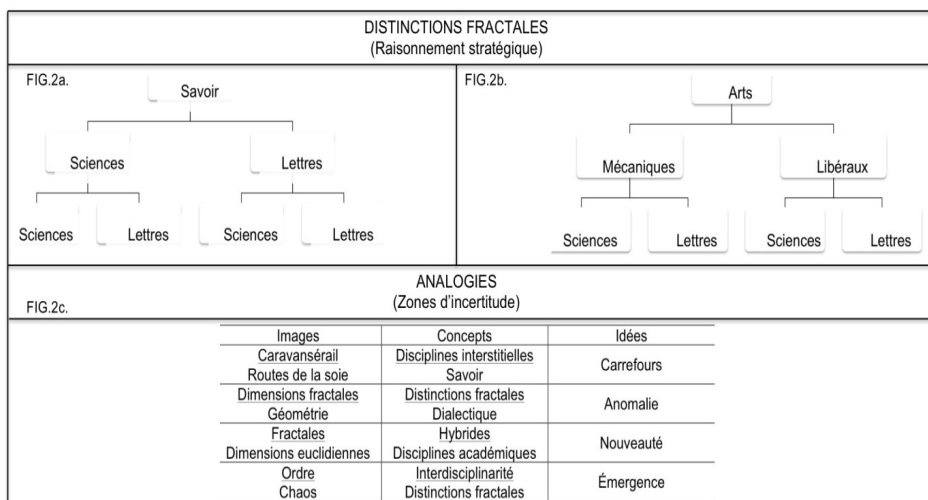 DISTINCTIONS FRACTALES
(Raisonnement stratégique)
FIG.2a.
Savoir
Sciences Lettres
Sciences Lettres Sciences Lettres
FIG.2b.
Arts
Mécaniques Libéraux
Sciences Lettres Sciences Lettres
ANALOGIES
(Zones d'incertitude)
FIG.2c.
Images Concepts Idées
Caravansérail Disciplines interstitielles
Carrefours
Routes de la soie Savoir
Dimensions fractales Distinctions fractales
Anomalie
Géométrie Dialectique
Fractales Hybrides
Nouveauté
Dimensions euclidiennes Disciplines académiques
Ordre Interdisciplinarité
Émergence
Chaos Distinctions fractales